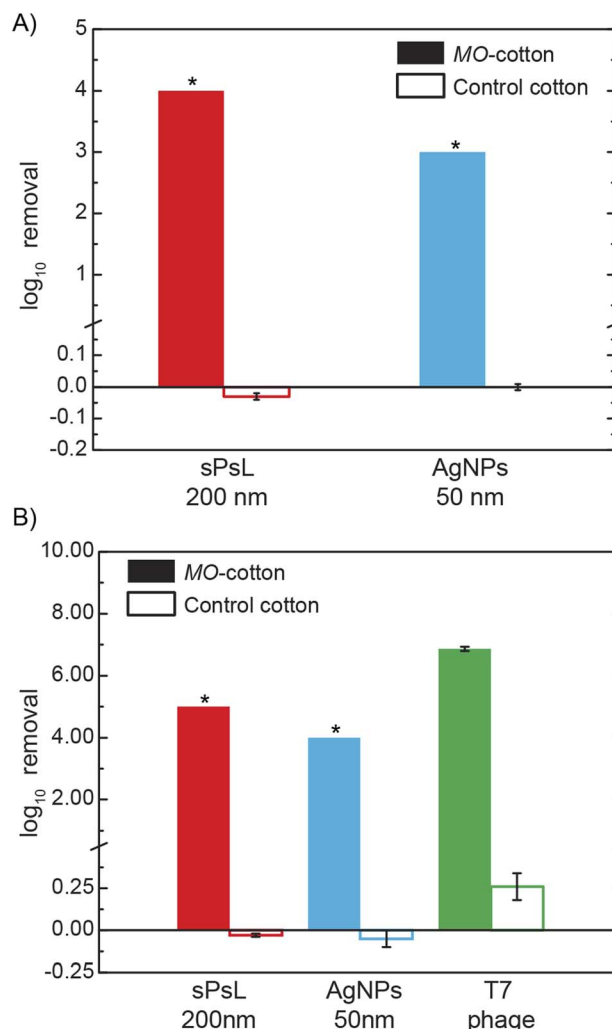 A)
5
4
3
2
1
0.1
0.0
-0.1
-0.2
log10 removal
MO-cotton
Control cotton
*
*
sPsL
200 nm
AgNPs
50 nm
B)
10.00
8.00
6.00
4.00
2.00
0.25
0.00
-0.25
log10 removal
MO-cotton
Control cotton
*
*
sPsL
200nm
AgNPs
50nm
T7
phage